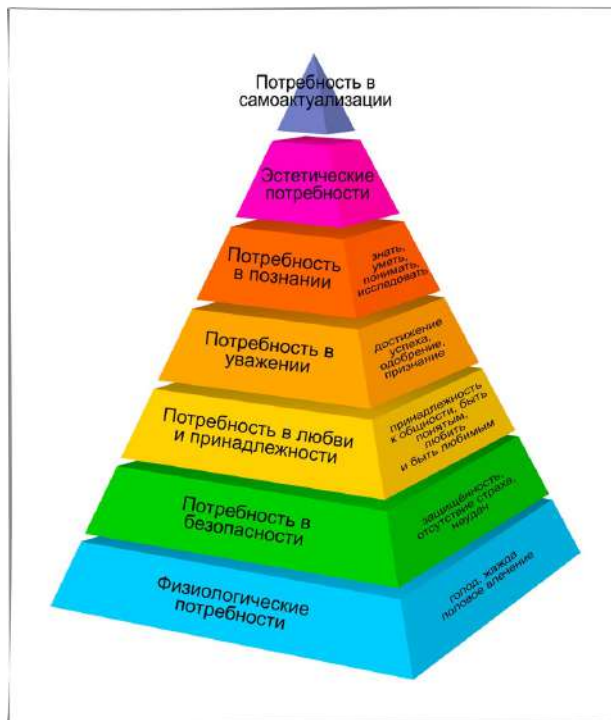 Потребность в
самоактуализации
Эстетические
потребности
Потребность
в познании
знать,
уметь,
понимать,
исследовать
Потребность в
уважении
достижение
успеха,
одобрение,
признание
Потребность в любви
и принадлежности
принадлежность
к общности, быть
понятым,
любить
и быть любимым
Потребность в
безопасности
защищённость,
отсутствие страха,
неудач
Физиологические
потребности
голод, жажда
половое влечение